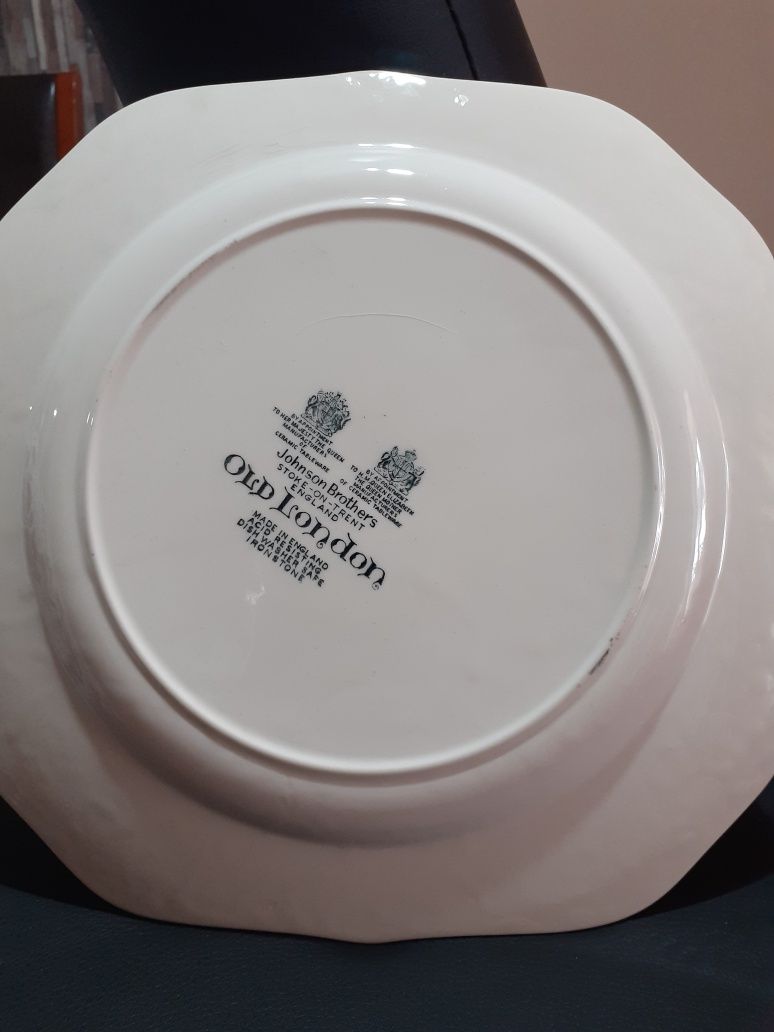 BY APPOINTMENT
TO HER MAJESTY THE QUEEN
MANUFACTURERS
OF
CERAMIC TABLEWARE
BY APPOINTMENT
TO H.M. QUEEN ELIZABETH
THE QUEEN MOTHER
MANUFACTURERS
OF CERAMIC TABLEWARE
Johnson Brothers
STOKE-ON-TRENT
ENGLAND
OLD LONDON
MADE IN ENGLAND
ACID RESISTING
DISHWASHER SAFE
IRONSTONE